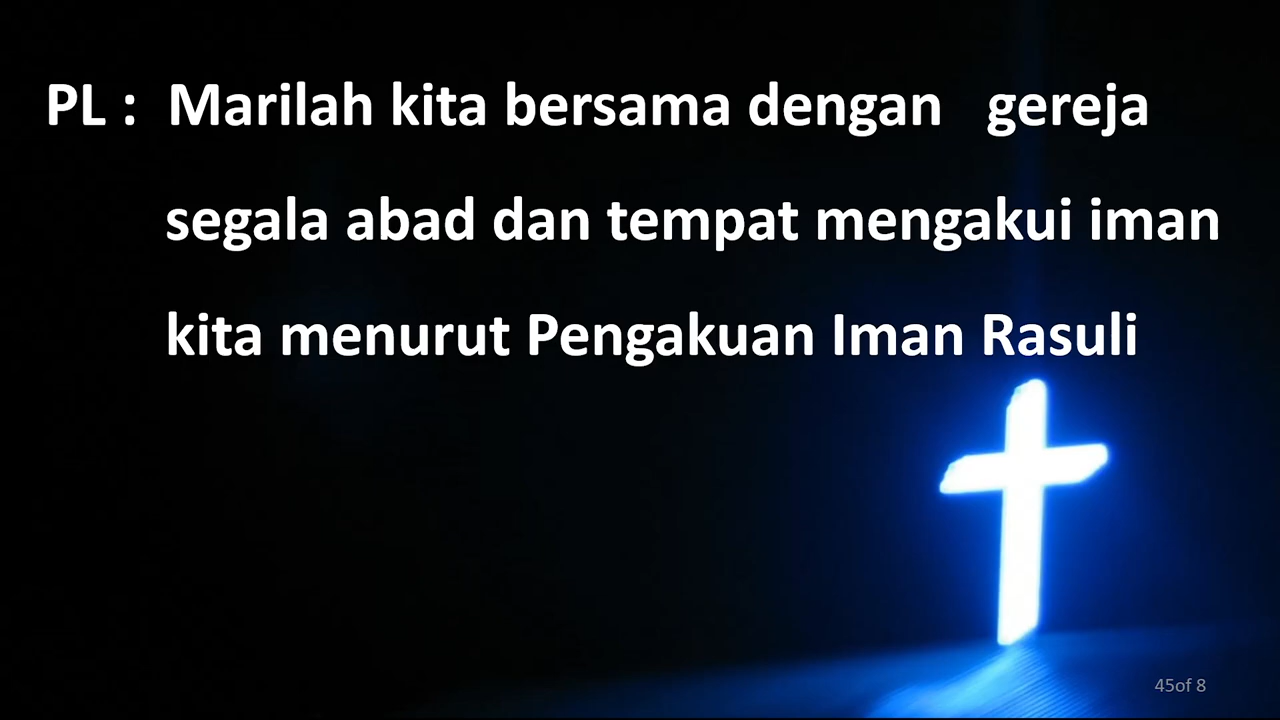 PL : Marilah kita bersama dengan gereja
segala abad dan tempat mengakui iman
kita menurut Pengakuan Iman Rasuli
45of 8